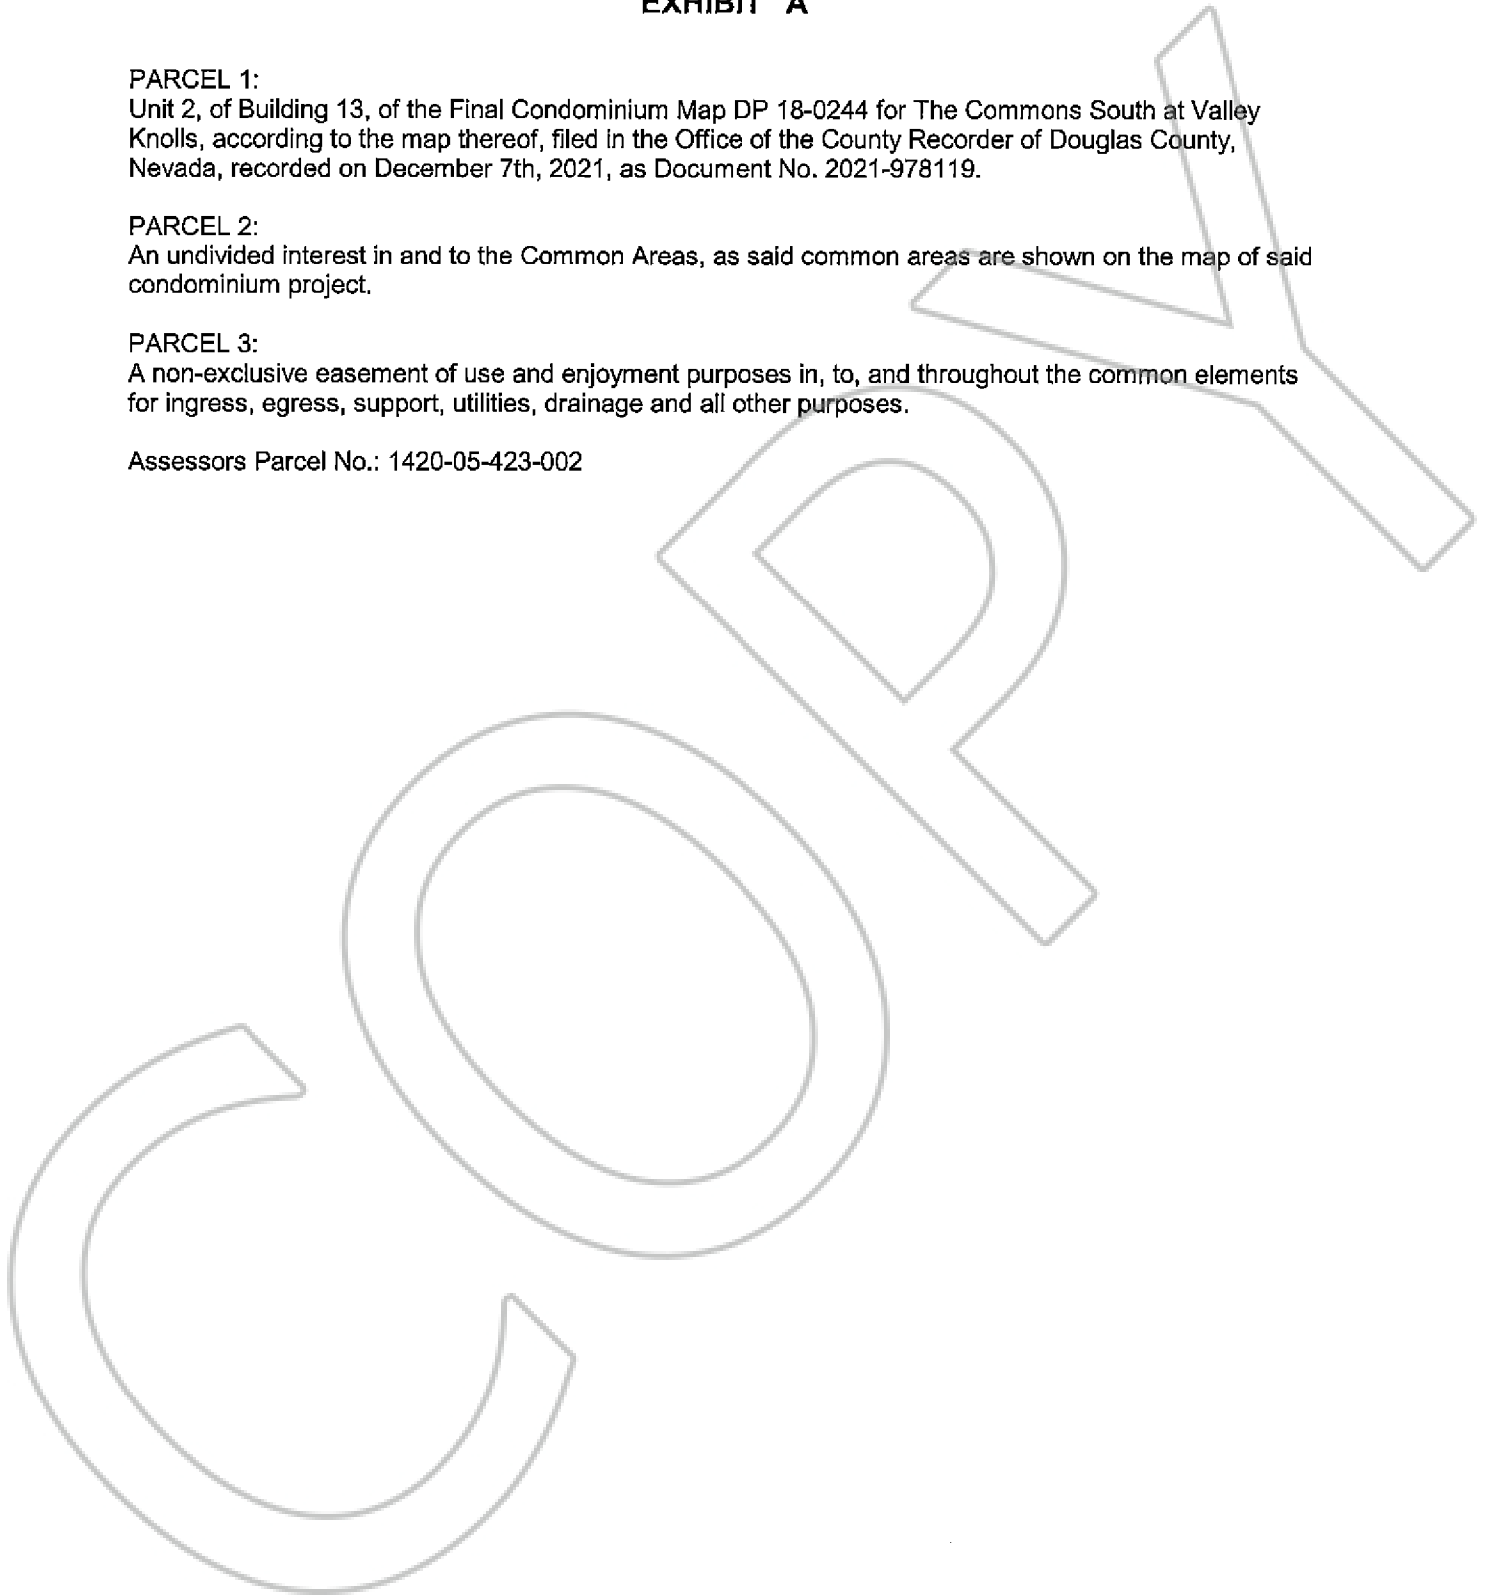 EXHIBIT A
PARCEL 1:
Unit 2, of Building 13, of the Final Condominium Map DP 18-0244 for The Commons South at Valley
Knolls, according to the map thereof, filed in the Office of the County Recorder of Douglas County,
Nevada, recorded on December 7th, 2021, as Document No. 2021-978119.
PARCEL 2:
An undivided interest in and to the Common Areas, as said common areas are shown on the map of said
condominium project.
PARCEL 3:
A non-exclusive easement of use and enjoyment purposes in, to, and throughout the common elements
for ingress, egress, support, utilities, drainage and all other purposes.
Assessors Parcel No.: 1420-05-423-002
COPY